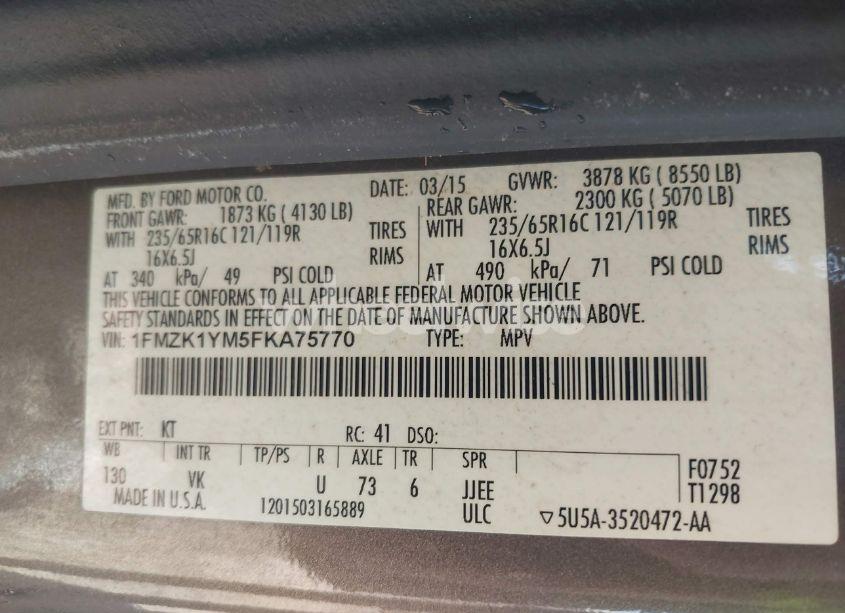 MFD. BY FORD MOTOR CO. DATE: 03/15 GVWR: 3878 KG ( 8550 LB)
FRONT GAWR: 1873 KG ( 4130 LB) REAR GAWR: 2300 KG ( 5070 LB)
WITH 235/65R16C 121/119R TIRES WITH 235/65R16C 121/119R TIRES
16X6.5J RIMS 16X6.5J RIMS
AT 340 kPa/ 49 PSI COLD AT 490 kPa/ 71 PSI COLD
THIS VEHICLE CONFORMS TO ALL APPLICABLE FEDERAL MOTOR VEHICLE
SAFETY STANDARDS IN EFFECT ON THE DATE OF MANUFACTURE SHOWN ABOVE.
VIN: 1FMZK1YM5FKA75770 TYPE: MPV
EXT PNT: KT RC: 41 DSO:
WB INT TR TP/PS R AXLE TR SPR F0752
130 VK U 73 6 JJEE T1298
MADE IN U.S.A. 1201503165889 ULC ▽5U5A-3520472-AA